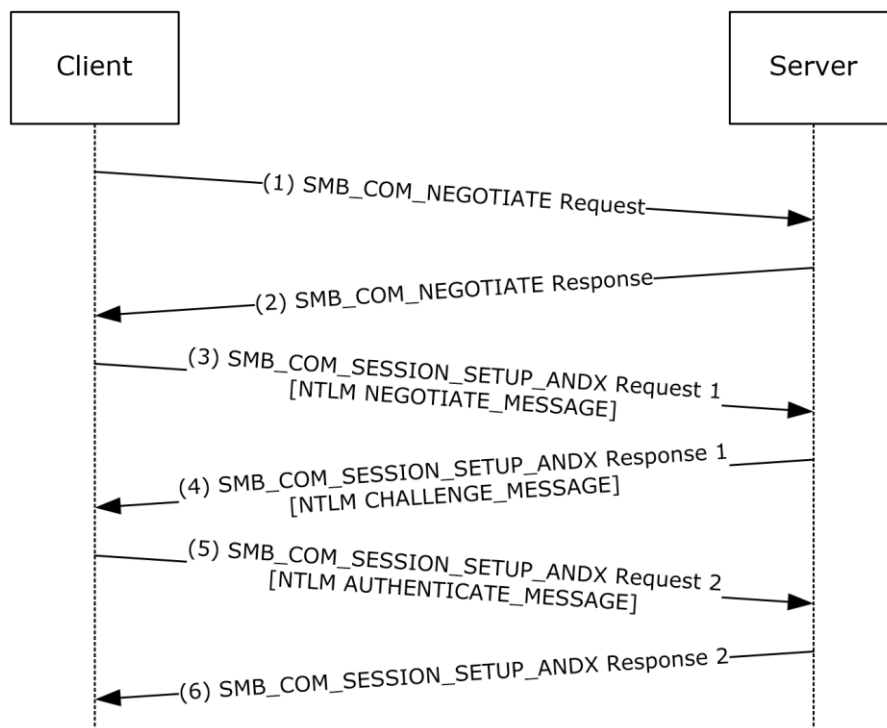 Client
Server
(1) SMB_COM_NEGOTIATE Request
(2) SMB_COM_NEGOTIATE Response
(3) SMB_COM_SESSION_SETUP_ANDX Request 1
[NTLM NEGOTIATE_MESSAGE]
(4) SMB_COM_SESSION_SETUP_ANDX Response 1
[NTLM CHALLENGE_MESSAGE]
(5) SMB_COM_SESSION_SETUP_ANDX Request 2
[NTLM AUTHENTICATE_MESSAGE]
(6) SMB_COM_SESSION_SETUP_ANDX Response 2